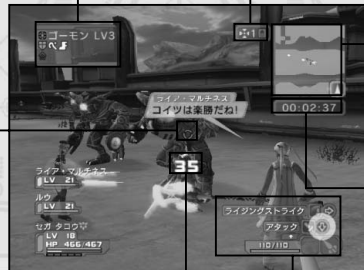 ゴーモン LV3
1
00:02:37
ライア・マルチネス
コイツは楽勝だね!
35
ライア・マルチネス
LV 21
ルウ
LV 21
セガ タロウ
LV 18
HP 456/467
ライジングストライク
アタック
110/110